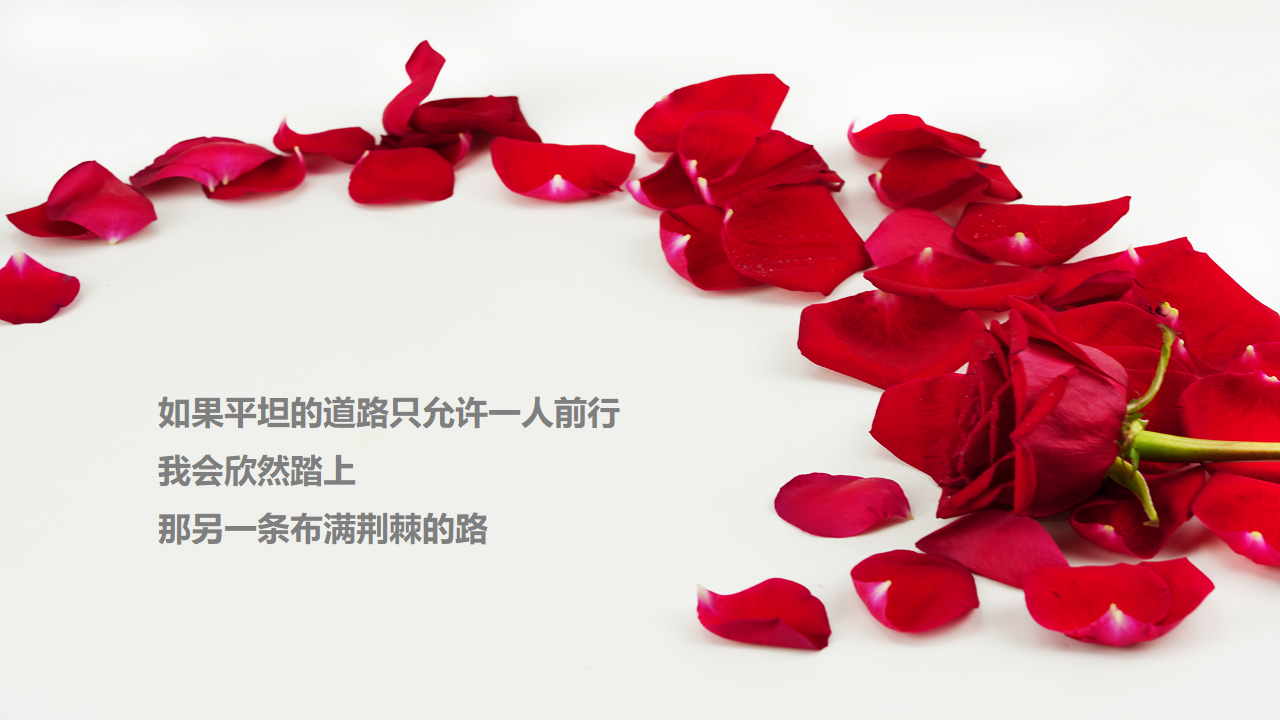 如果平坦的道路只允许一人前行
我会欣然踏上
那另一条布满荆棘的路